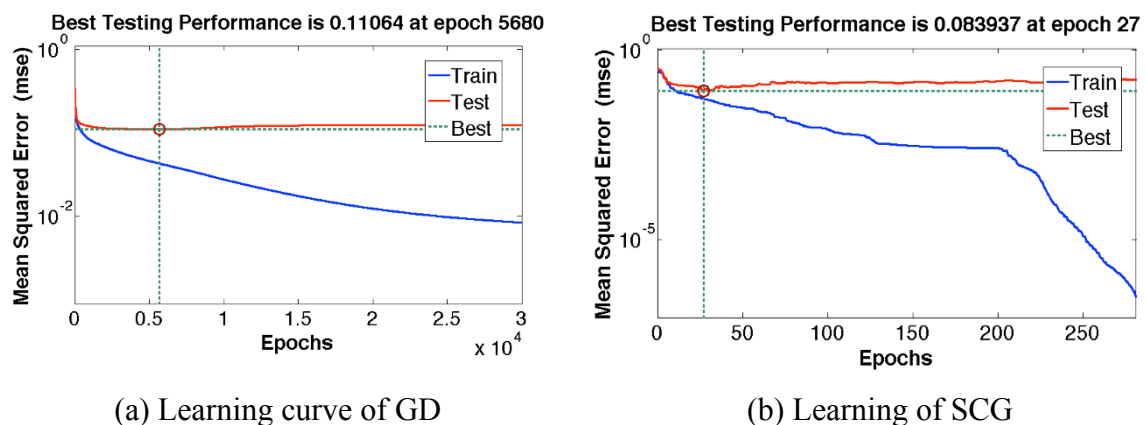 Best Testing Performance is 0.11064 at epoch 5680
10^0
10^-2
Mean Squared Error (mse)
Train
Test
Best
0 0.5 1 1.5 2 2.5 3
x 10^4
Epochs
(a) Learning curve of GD
Best Testing Performance is 0.083937 at epoch 27
10^0
10^-5
Mean Squared Error (mse)
Train
Test
Best
0 50 100 150 200 250
Epochs
(b) Learning of SCG